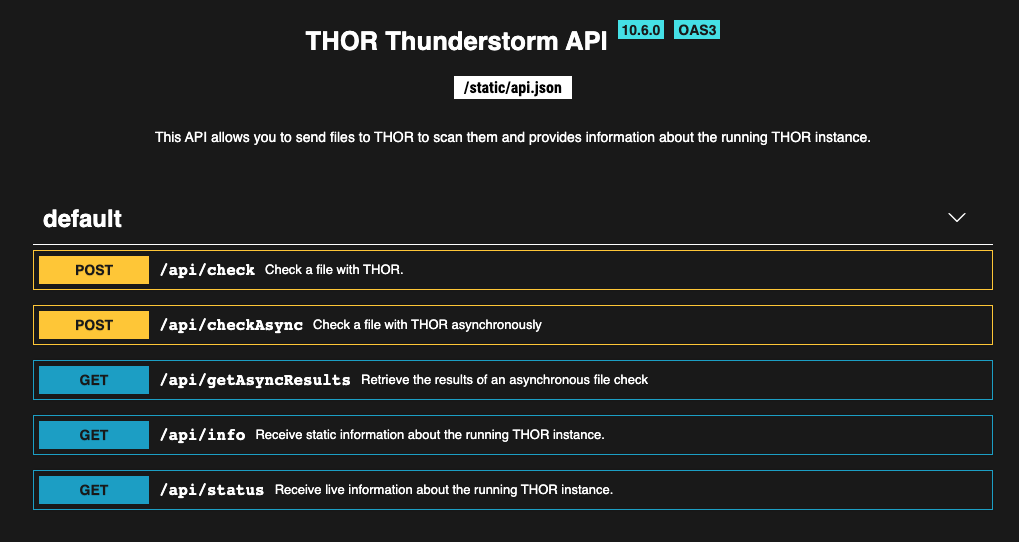 THOR Thunderstorm API 10.6.0 OAS3
/static/api.json
This API allows you to send files to THOR to scan them and provides information about the running THOR instance.
default
POST /api/check Check a file with THOR.
POST /api/checkAsync Check a file with THOR asynchronously
GET /api/getAsyncResults Retrieve the results of an asynchronous file check
GET /api/info Receive static information about the running THOR instance.
GET /api/status Receive live information about the running THOR instance.